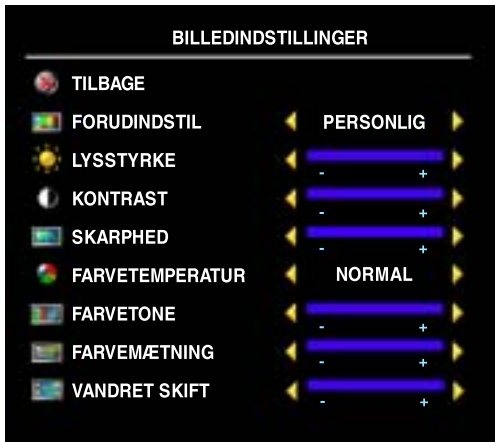 BILLEDINDSTILLINGER
TILBAGE
FORUDINDSTIL PERSONLIG
LYSSTYRKE
- +
KONTRAST
- +
SKARPHED
- +
FARVETEMPERATUR NORMAL
FARVETONE
- +
FARVEMÆTNING
- +
VANDRET SKIFT
- +